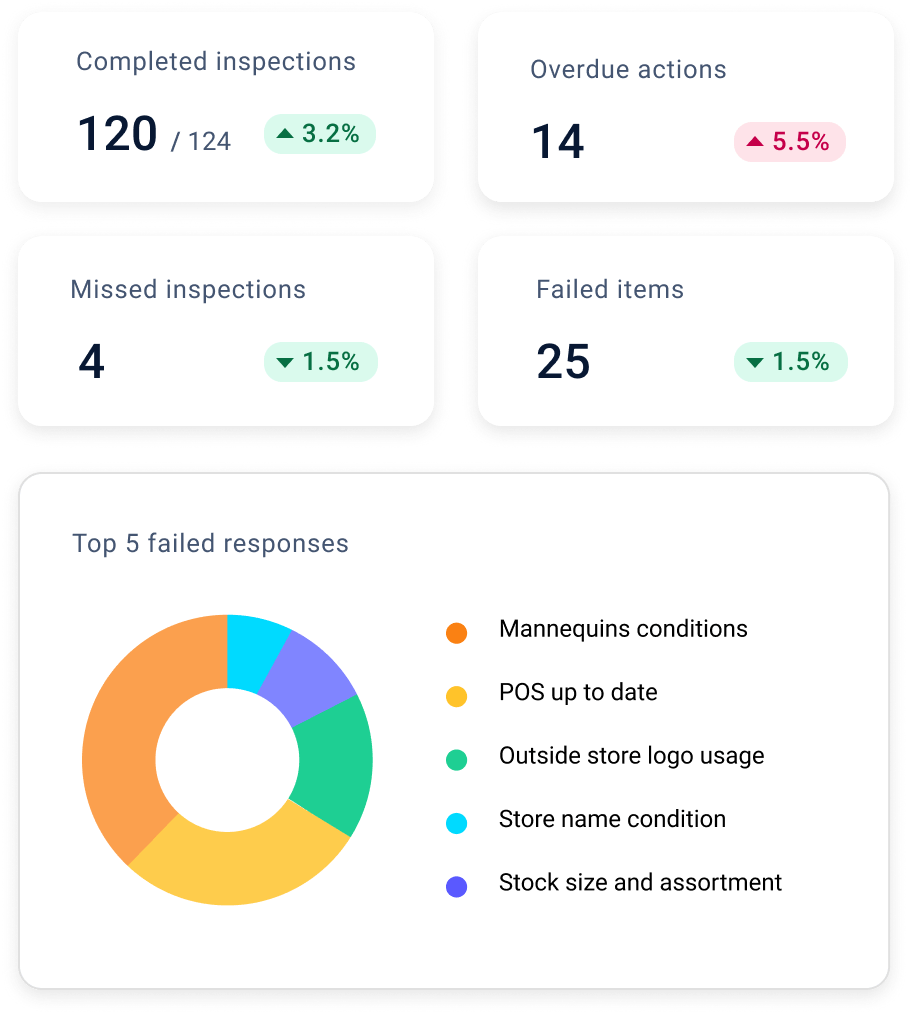 Completed inspections
120 / 124 ▲ 3.2%
Overdue actions
14 ▲ 5.5%
Missed inspections
4 ▼ 1.5%
Failed items
25 ▼ 1.5%
Top 5 failed responses
Mannequins conditions
POS up to date
Outside store logo usage
Store name condition
Stock size and assortment